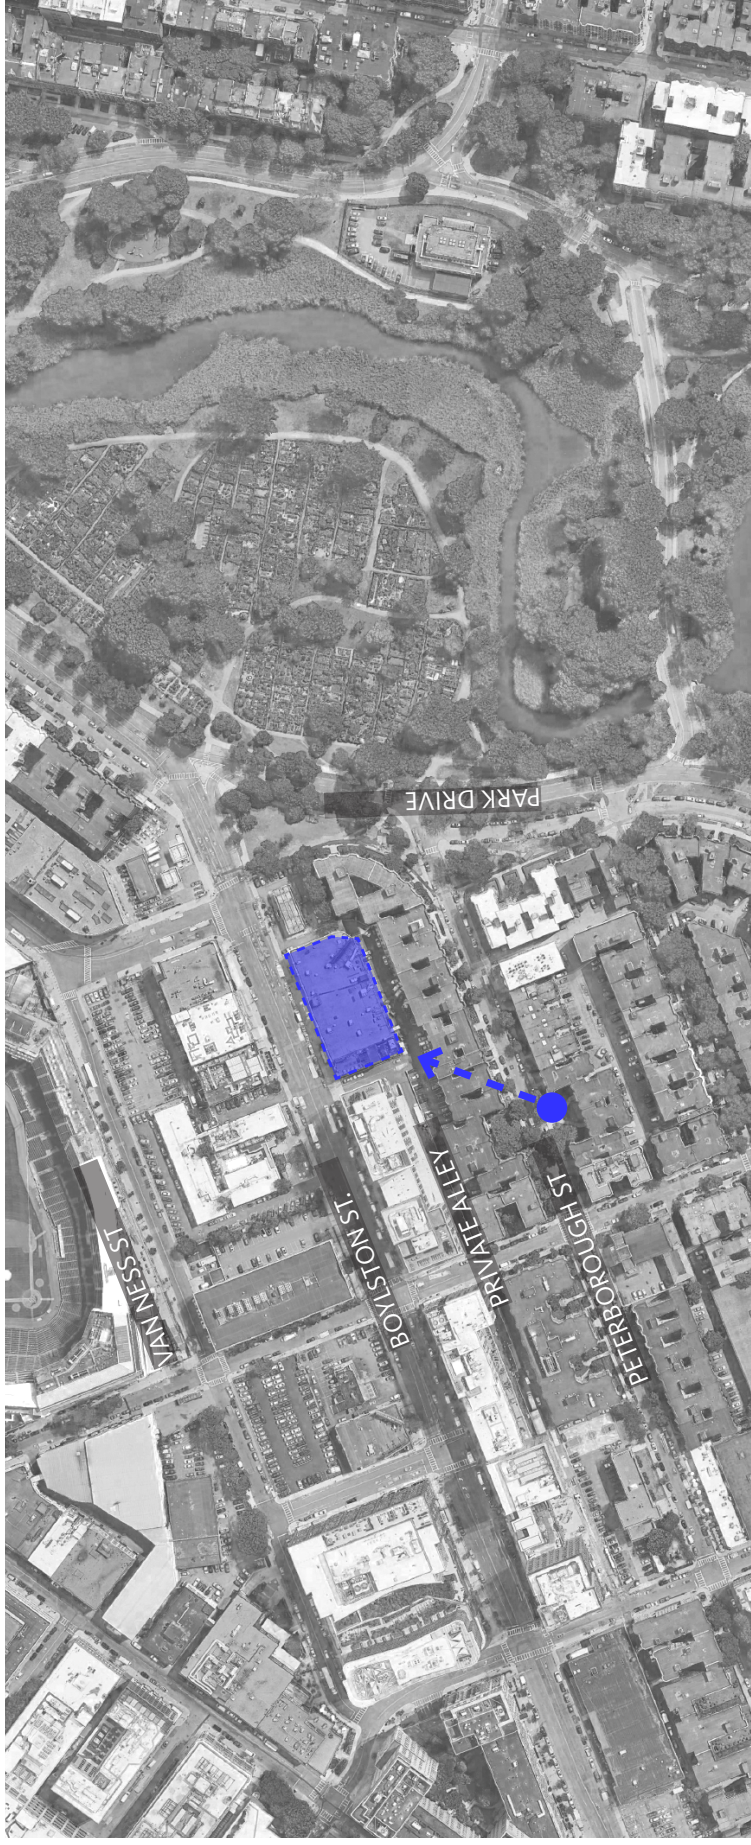 PARK DRIVE
VAN NESS ST
BOYLSTON ST.
PRIVATE ALLEY
PETERBOROUGH ST